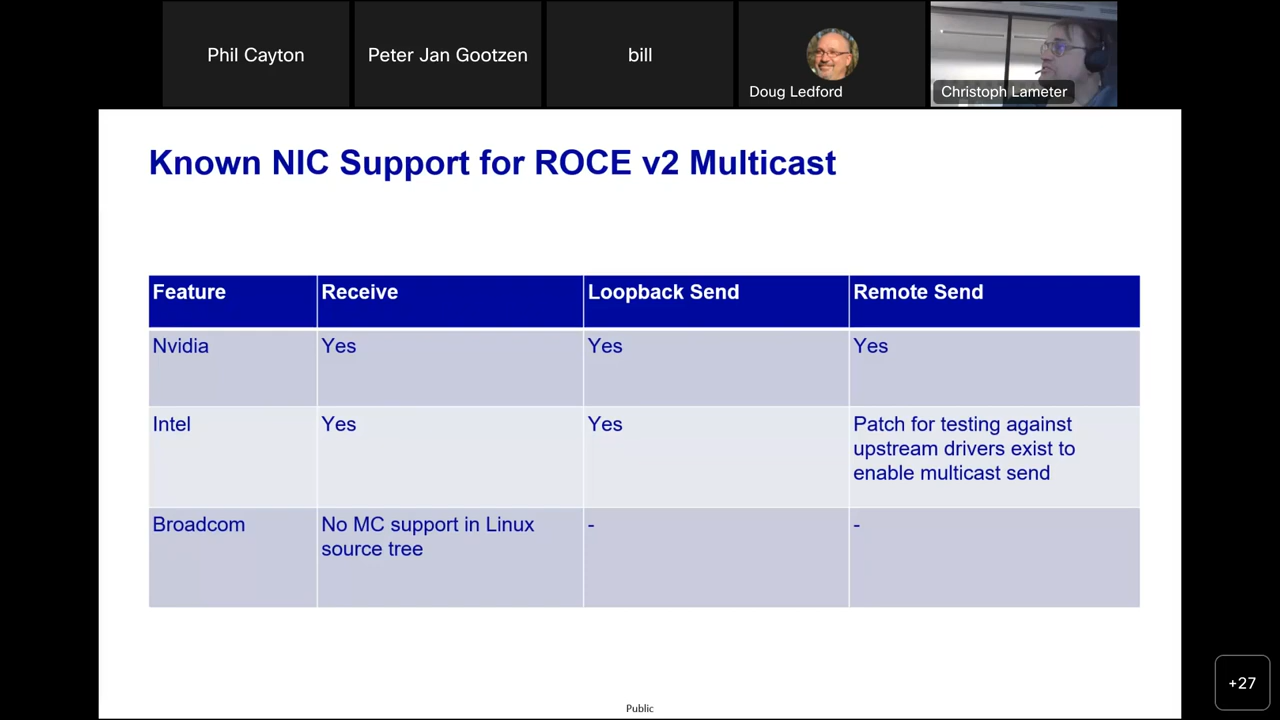 Phil Cayton
Peter Jan Gootzen
bill
Doug Ledford
Christoph Lameter
Known NIC Support for ROCE v2 Multicast
Feature
Receive
Loopback Send
Remote Send
Nvidia
Yes
Yes
Yes
Intel
Yes
Yes
Patch for testing against
upstream drivers exist to
enable multicast send
Broadcom
No MC support in Linux
source tree
-
-
Public
+27